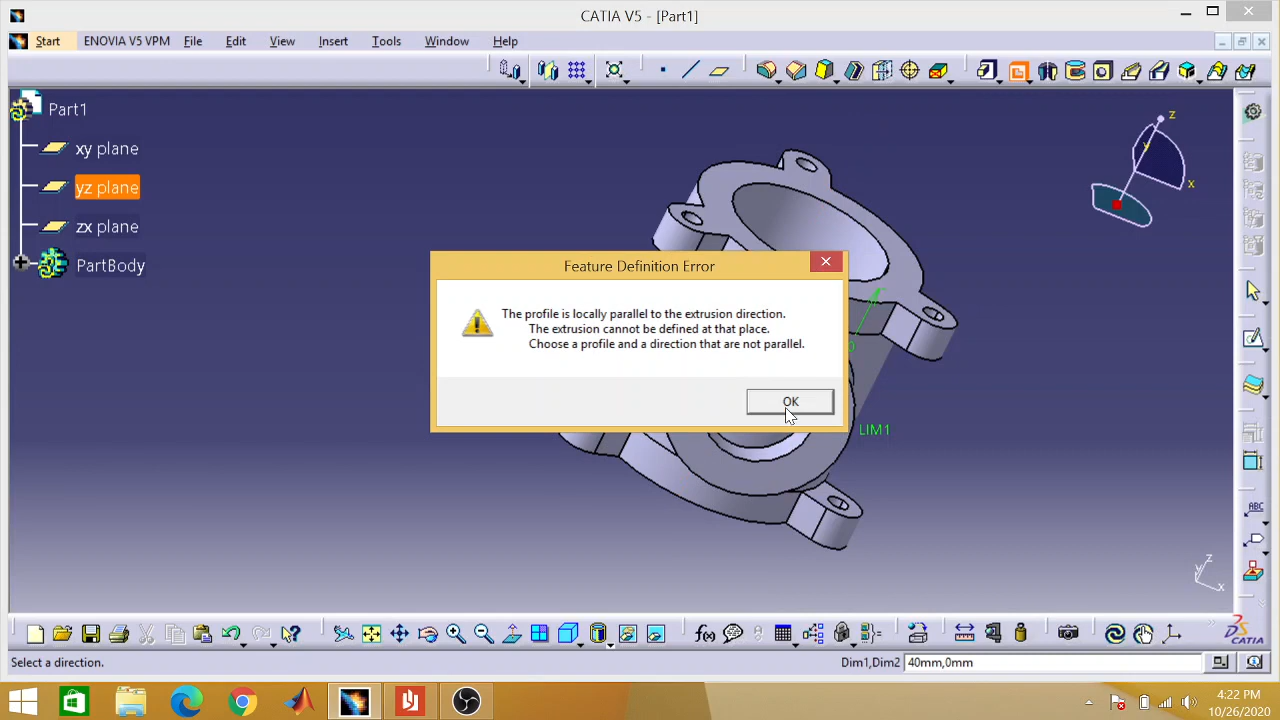 CATIA V5 - [Part1]
Start ENOVIA V5 VPM File Edit View Insert Tools Window Help
Part1
xy plane
yz plane
zx plane
PartBody
z
y
x
Feature Definition Error
The profile is locally parallel to the extrusion direction.
The extrusion cannot be defined at that place.
Choose a profile and a direction that are not parallel.
OK
LIM1
ABC
z
y
x
f(x)
CATIA
Select a direction.
Dim1,Dim2 40mm,0mm
4:22 PM
10/26/2020